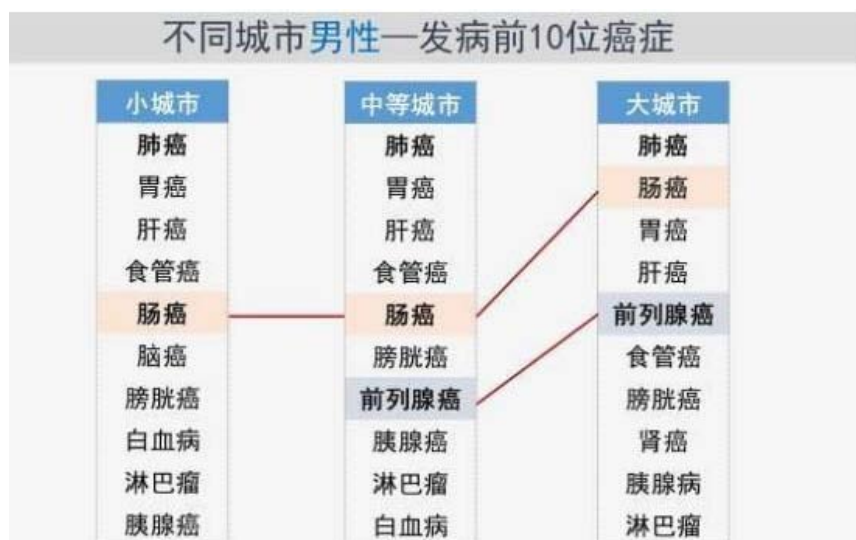 不同城市男性—发病前10位癌症
小城市 中等城市 大城市
肺癌 肺癌 肺癌
胃癌 胃癌 肠癌
肝癌 肝癌 胃癌
食管癌 食管癌 肝癌
肠癌 肠癌 前列腺癌
脑癌 膀胱癌 食管癌
膀胱癌 前列腺癌 膀胱癌
白血病 胰腺癌 肾癌
淋巴瘤 淋巴瘤 胰腺病
胰腺癌 白血病 淋巴瘤